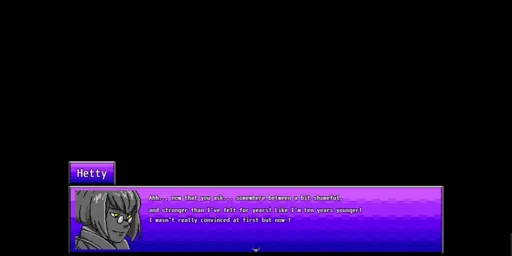 Hetty
Ahh... now that you ask... somewhere between a bit shameful,
and stronger than I've felt for years! Like I'm ten years younger!
I wasn't really convinced at first but now!